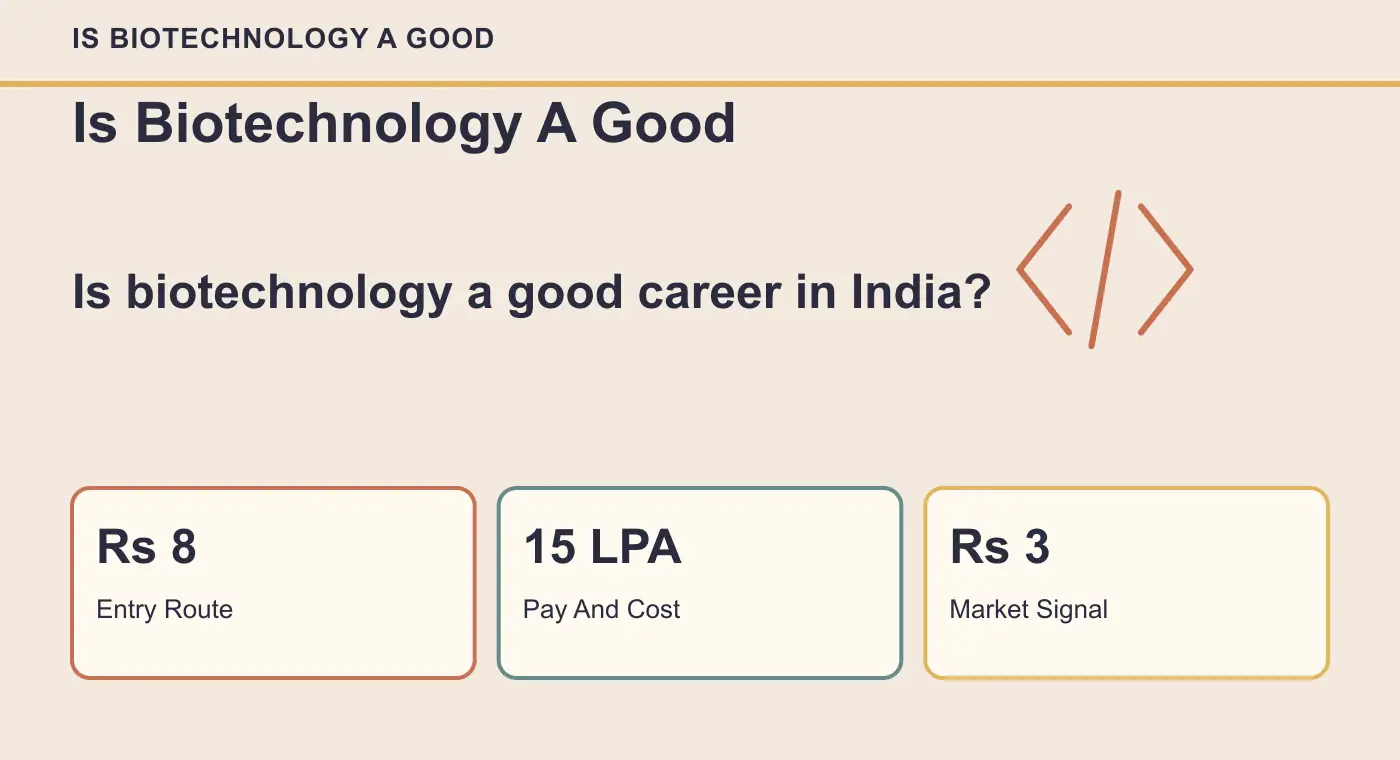 IS BIOTECHNOLOGY A GOOD
Is Biotechnology A Good
Is biotechnology a good career in India?
Rs 8
Entry Route
15 LPA
Pay And Cost
Rs 3
Market Signal